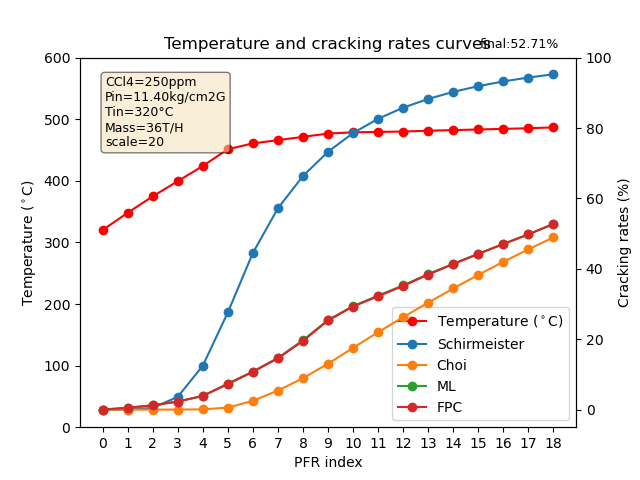 Temperature and cracking rates curves
final:52.71%
CCl4=250ppm
Pin=11.40kg/cm2G
Tin=320°C
Mass=36T/H
scale=20
Temperature (°C)
600
500
400
300
200
100
0
100
80
60
40
20
0
Cracking rates (%)
Temperature (°C)
Schirmeister
Choi
ML
FPC
0 1 2 3 4 5 6 7 8 9 10 11 12 13 14 15 16 17 18
PFR index